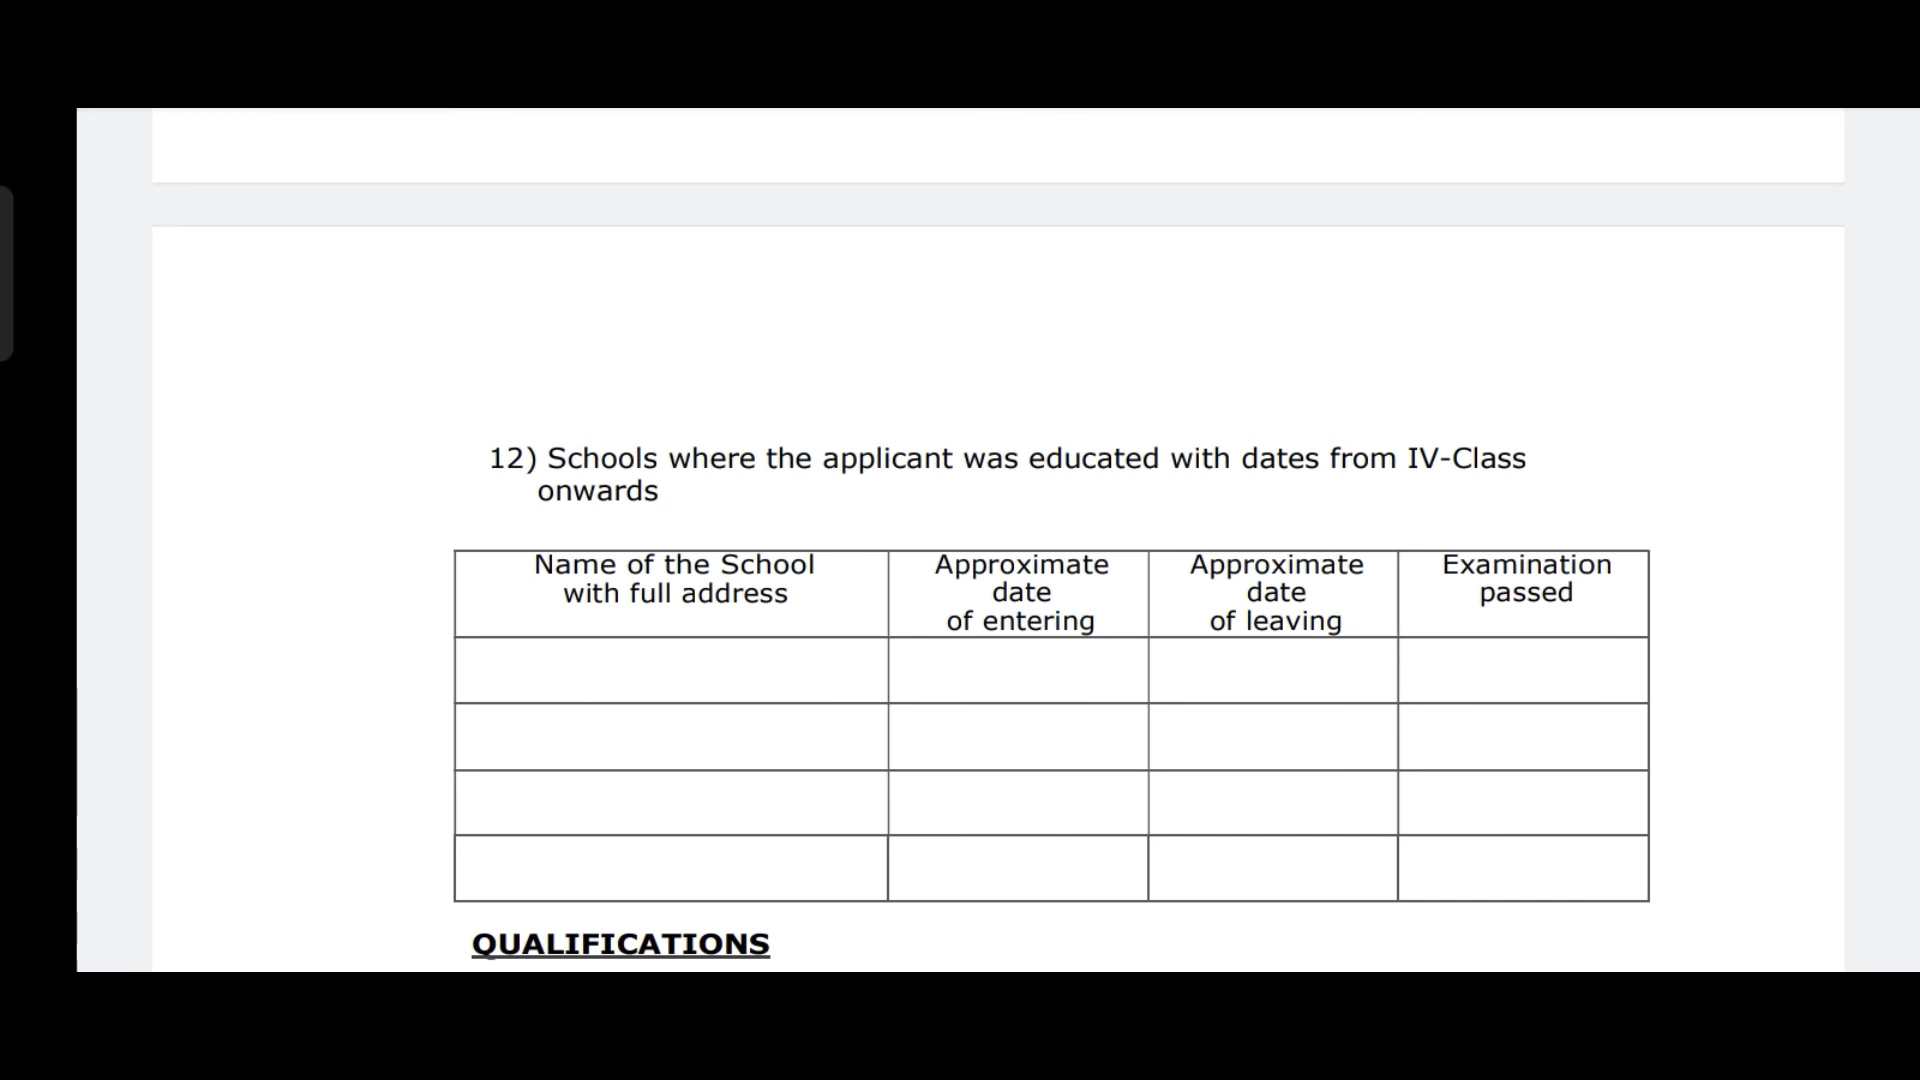 12) Schools where the applicant was educated with dates from IV-Class
onwards
Name of the School
with full address
Approximate
date
of entering
Approximate
date
of leaving
Examination
passed
QUALIFICATIONS